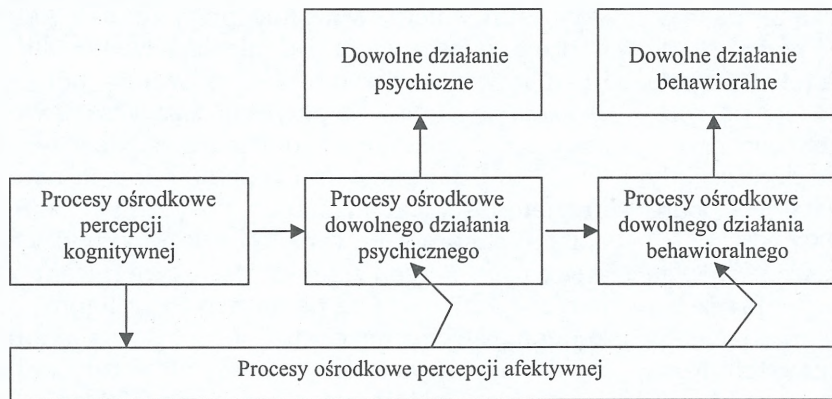 Dowolne działanie
psychiczne
Dowolne działanie
behawioralne
Procesy ośrodkowe
percepcji
kognitywnej
Procesy ośrodkowe
dowolnego działania
psychicznego
Procesy ośrodkowe
dowolnego działania
behawioralnego
Procesy ośrodkowe percepcji afektywnej